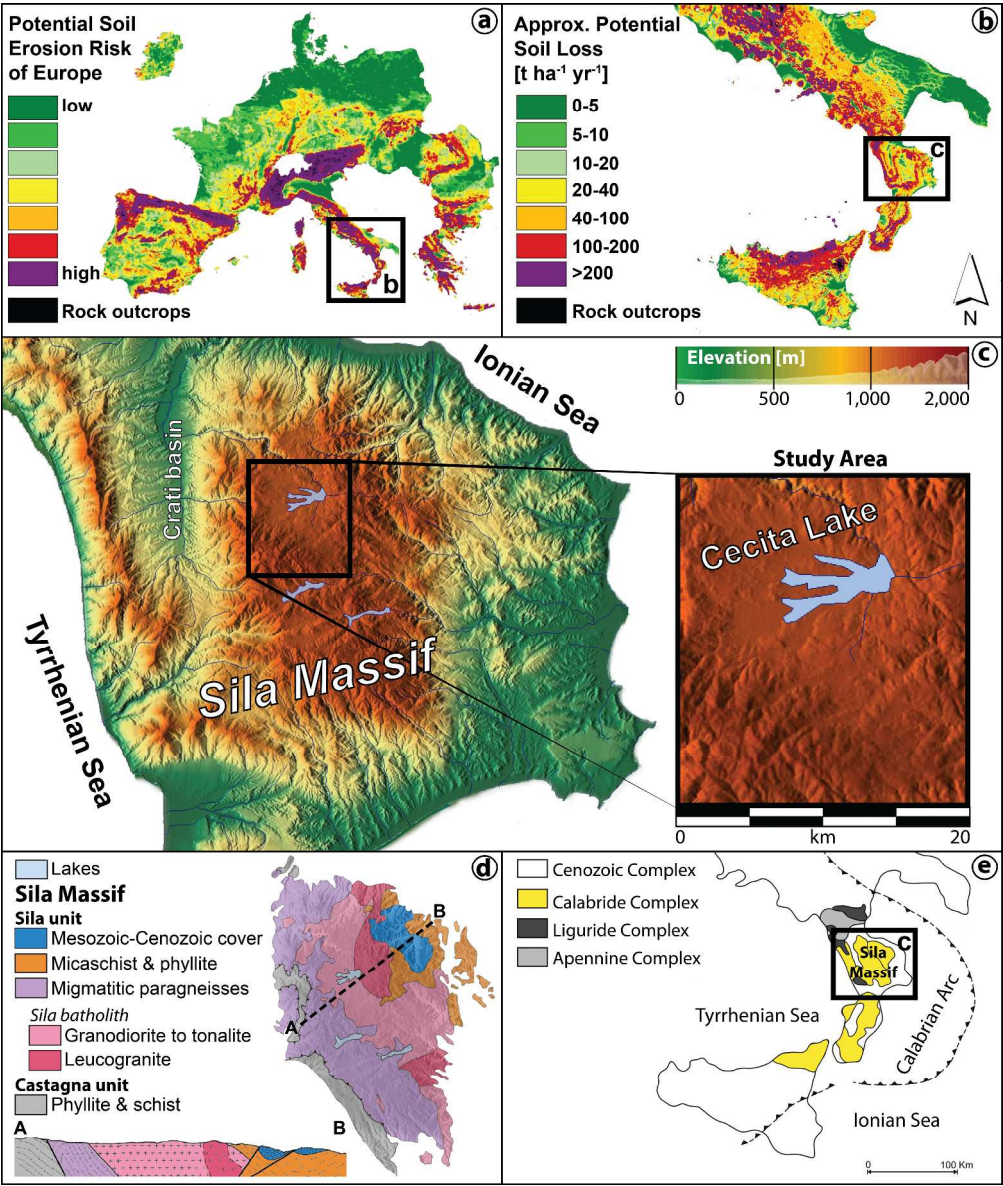 a
Potential Soil
Erosion Risk
of Europe
low
high
Rock outcrops
b
b
Approx. Potential
Soil Loss
[t ha⁻¹ yr⁻¹]
0-5
5-10
10-20
20-40
40-100
100-200
>200
Rock outcrops
c
N
c
Elevation [m]
0 500 1,000 2,000
Ionian Sea
Crati basin
Tyrrhenian Sea
Sila Massif
Study Area
Cecita Lake
0 km 20
d
Lakes
Sila Massif
Sila unit
Mesozoic-Cenozoic cover
Micaschist & phyllite
Migmatitic paragneisses
Sila batholith
Granodiorite to tonalite
Leucogranite
Castagna unit
Phyllite & schist
A B
B
A
e
Cenozoic Complex
Calabride Complex
Liguride Complex
Apennine Complex
C
Sila
Massif
Tyrrhenian Sea
Calabrian Arc
Ionian Sea
0 100 Km